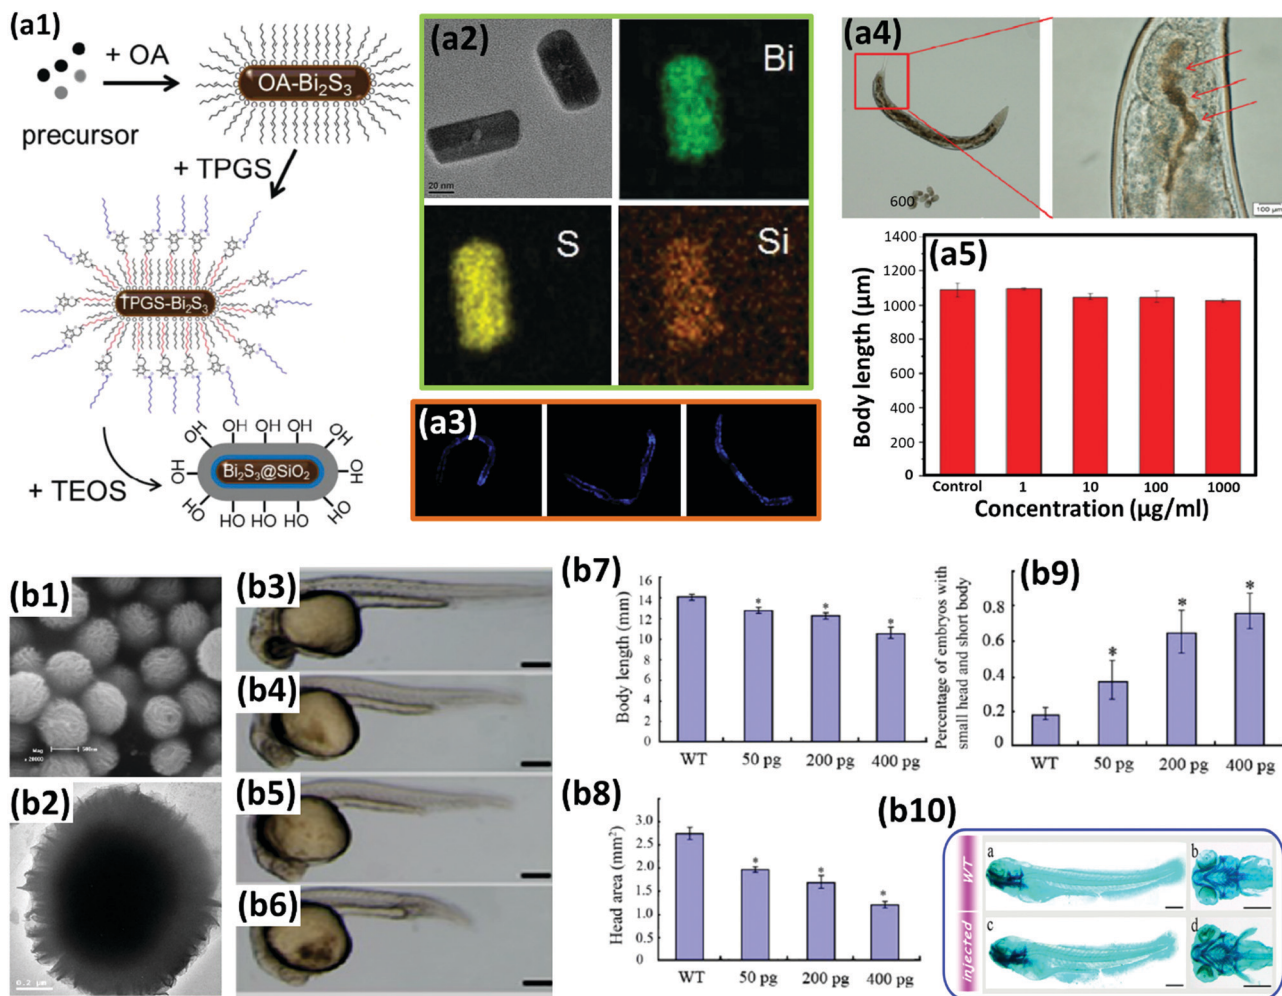 (a1)
+ OA
OA-Bi₂S₃
precursor
+ TPGS
TPGS-Bi₂S₃
OH OH OH OH OH
OH OH
Bi₂S₃@SiO₂
HO HO HO HO HO
+ TEOS
(a2)
20 nm
Bi
S
Si
(a3)
(a4)
600
100 μm
(a5)
Body length (μm)
1400
1200
1000
800
600
400
200
0
Control 1 10 100 1000
Concentration (μg/ml)
(b1)
Mag
500nm
(b2)
0.2 μm
(b3)
(b4)
(b5)
(b6)
(b7)
Body length (mm)
16
14
12
10
8
6
4
2
0
*
*
*
WT 50 pg 200 pg 400 pg
(b8)
Head area (mm²)
3.0
2.5
2.0
1.5
1.0
0.5
0
*
*
*
WT 50 pg 200 pg 400 pg
(b9)
Percentage of embryos with
small head and short body
0.8
0.6
0.4
0.2
0
*
*
*
WT 50 pg 200 pg 400 pg
(b10)
WT
a
b
injected
c
d